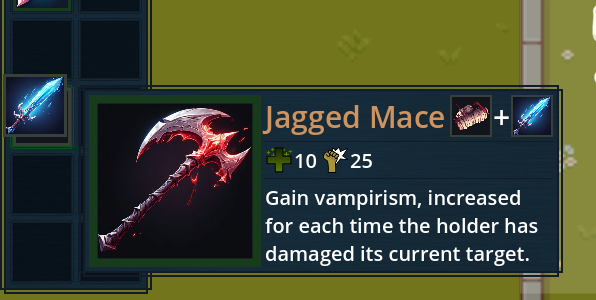 Jagged Mace +
10 25
Gain vampirism, increased
for each time the holder has
damaged its current target.